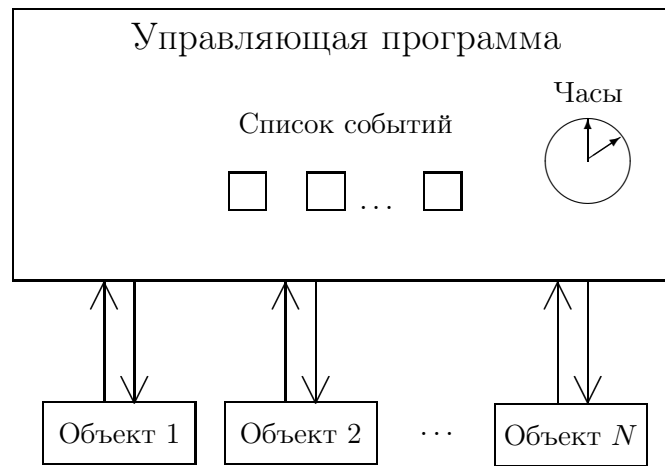 Управляющая программа
Часы
Список событий
...
Объект 1 Объект 2 ... Объект N